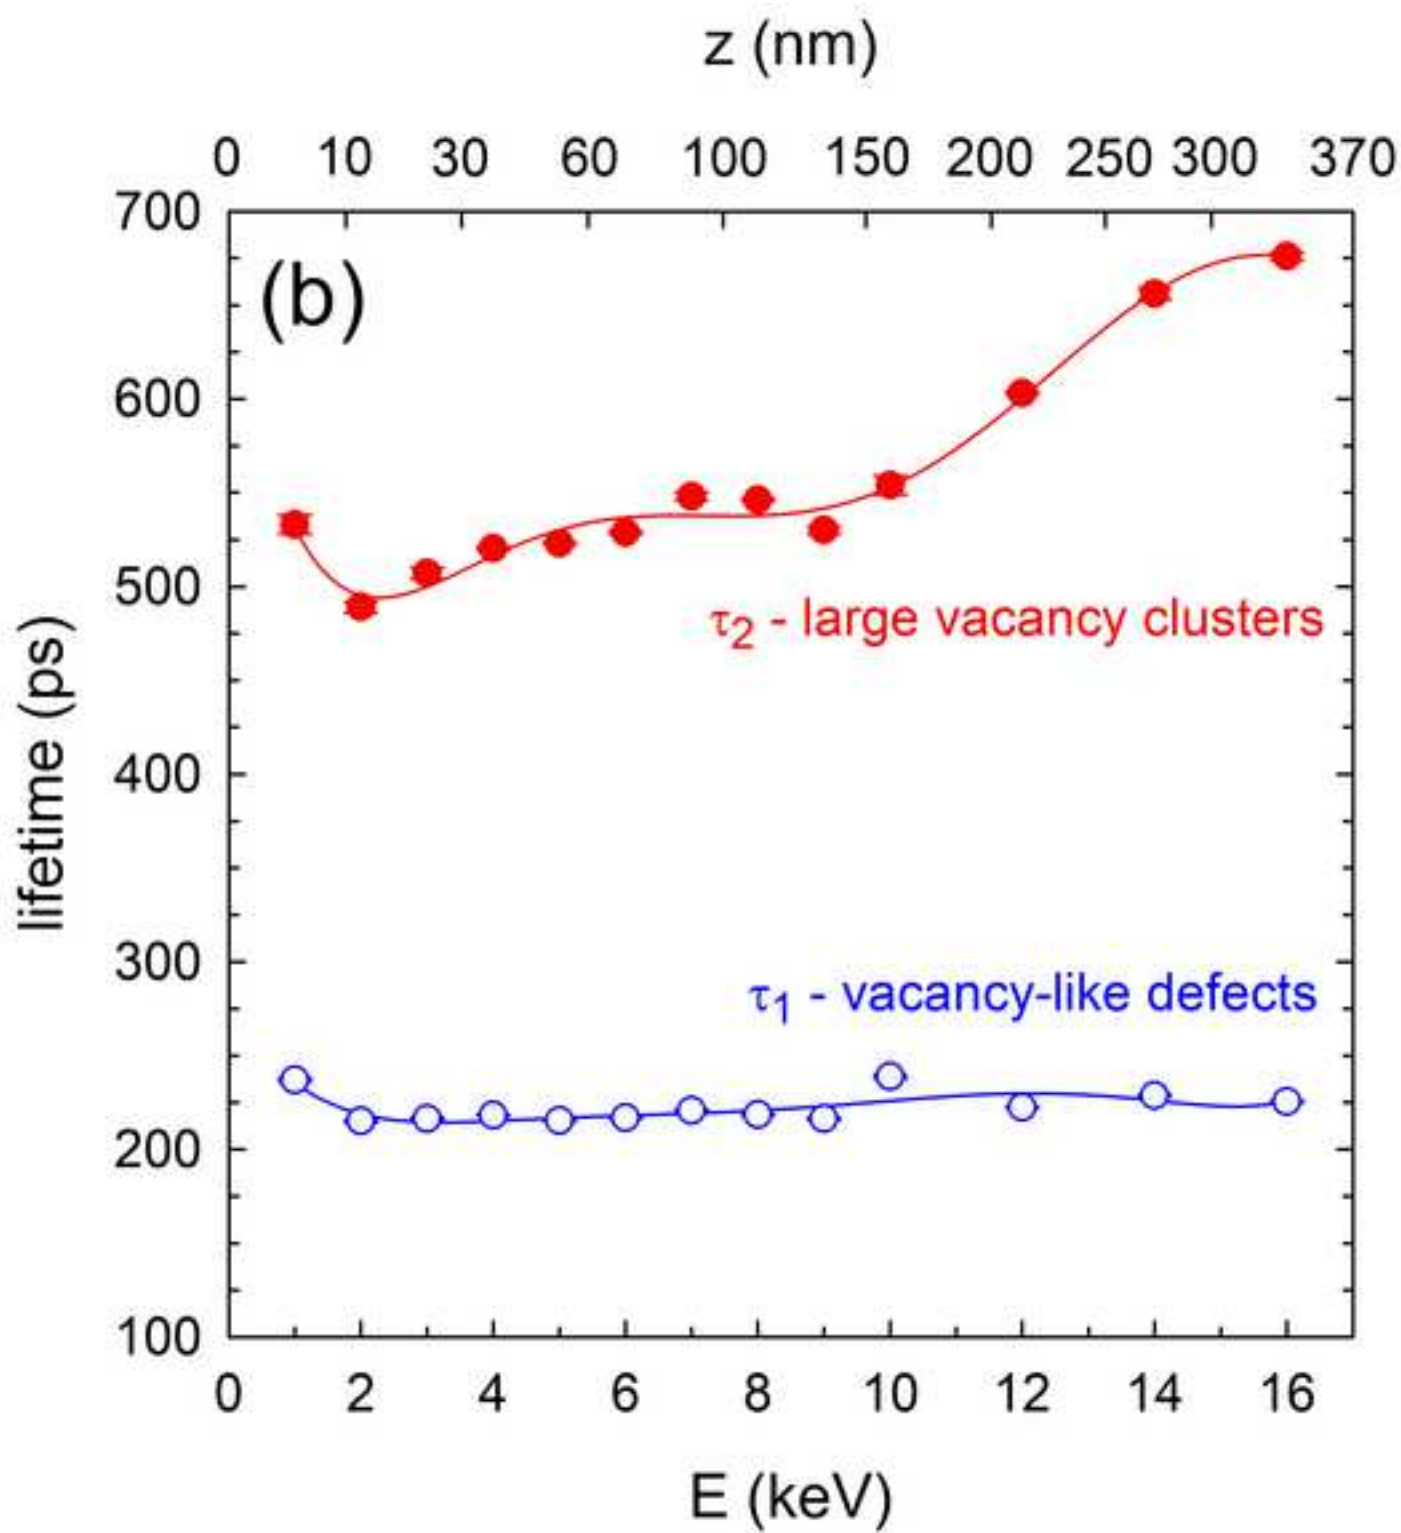 z (nm)
0 10 30 60 100 150 200 250 300 370
700
(b)
600
500
τ2 - large vacancy clusters
lifetime (ps)
400
300
τ1 - vacancy-like defects
200
100
0 2 4 6 8 10 12 14 16
E (keV)